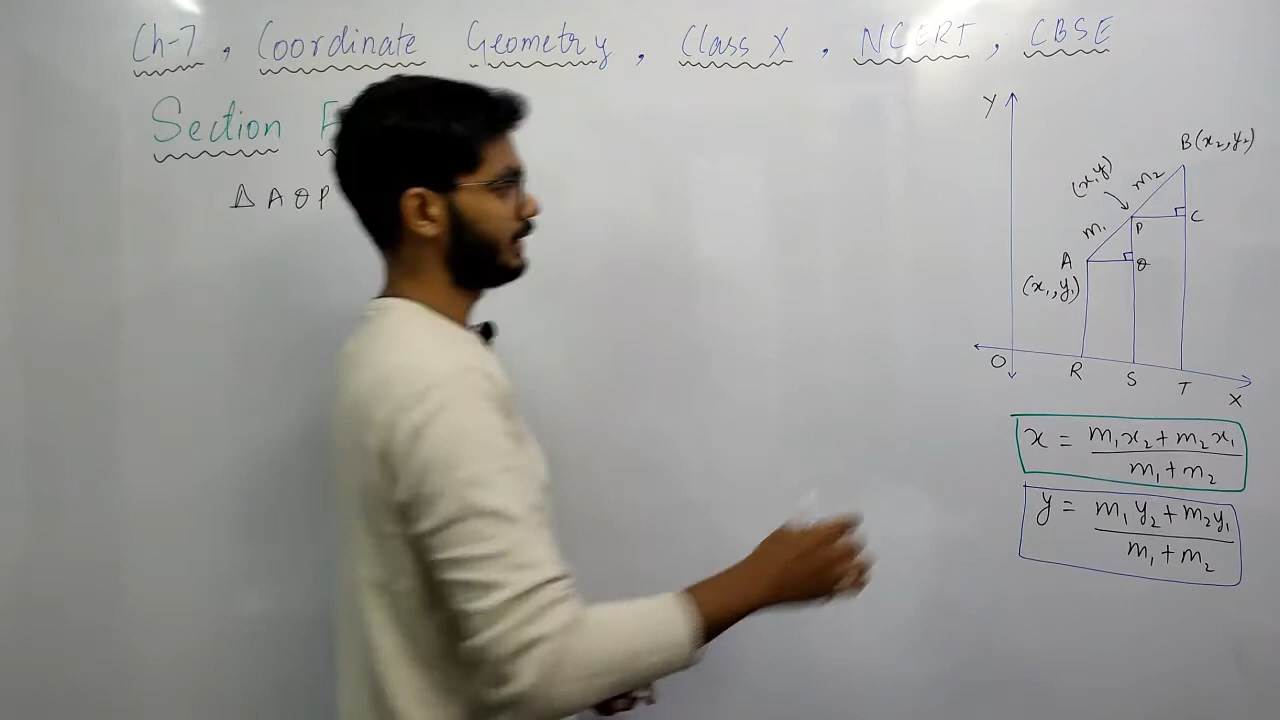 Ch-7, Coordinate Geometry, Class X, NCERT, CBSE
Section
Δ AQP
Y
B(x₂,y₂)
(x,y)
m₂
C
P
m₁
A
Q
(x₁,y₁)
O
R
S
T
X
x = (m₁x₂+m₂x₁)/(m₁+m₂)
y = (m₁y₂+m₂y₁)/(m₁+m₂)